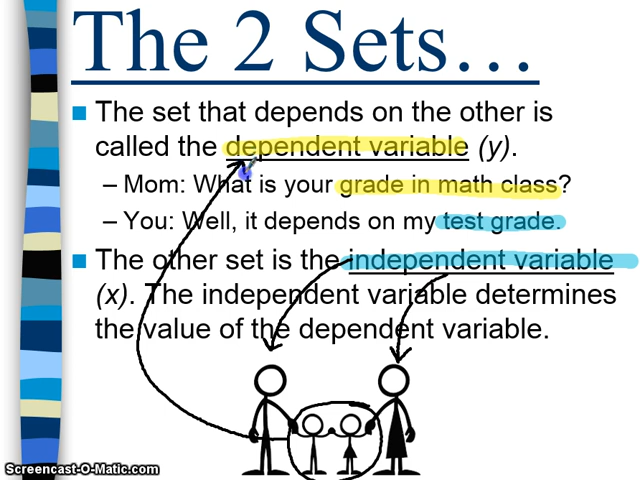 The 2 Sets...
The set that depends on the other is
called the dependent variable (y).
– Mom: What is your grade in math class?
– You: Well, it depends on my test grade.
The other set is the independent variable
(x). The independent variable determines
the value of the dependent variable.
Screencast-O-Matic.com